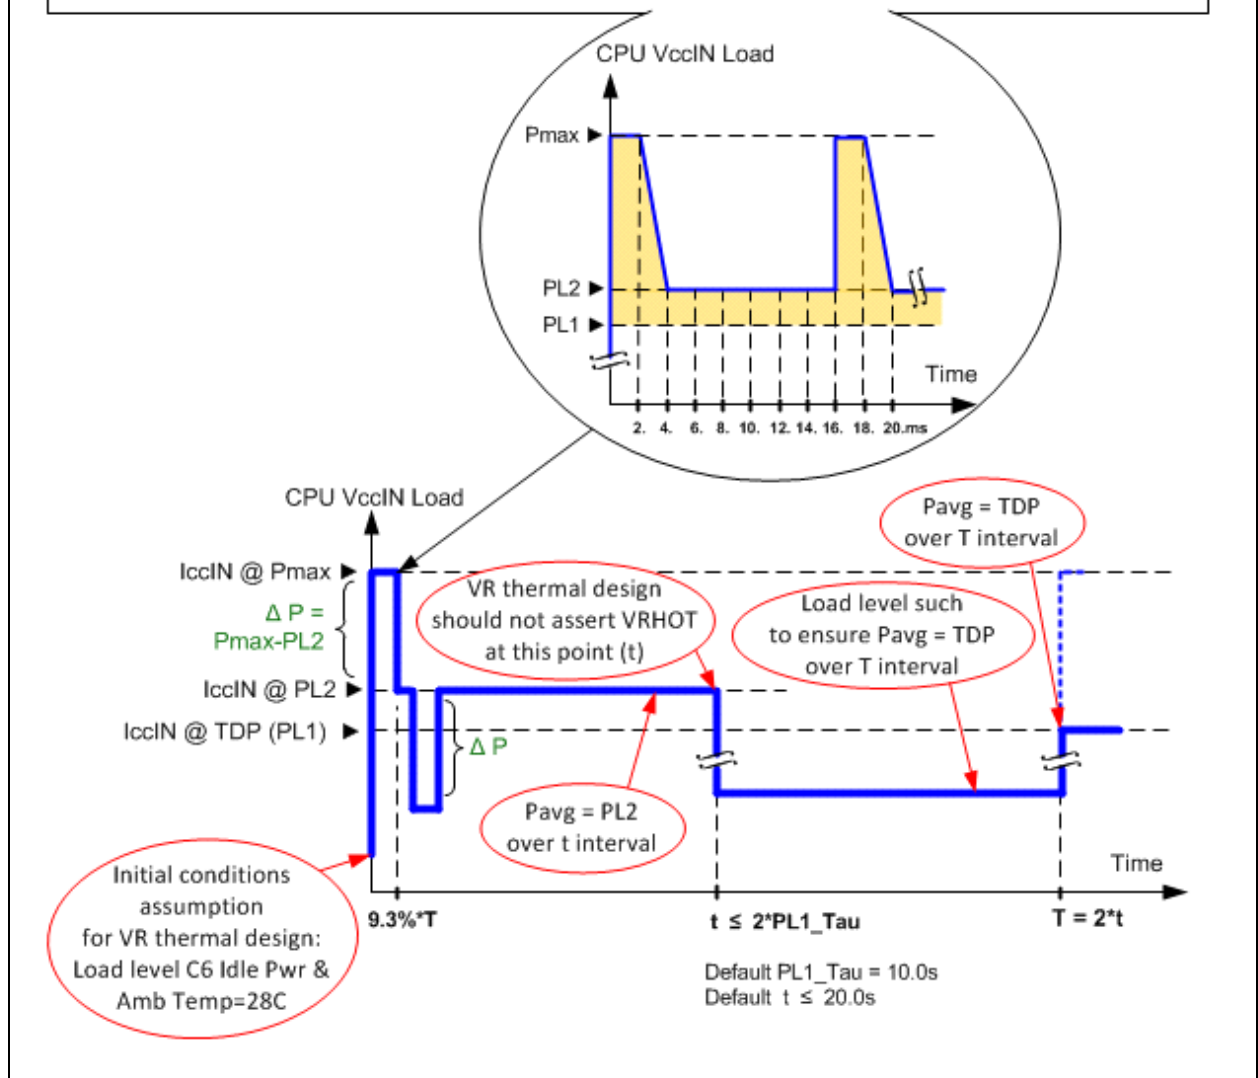 CPU VccIN Load
Pmax
PL2
PL1
Time
2. 4. 6. 8. 10. 12. 14. 16. 18. 20.ms
CPU VccIN Load
IccIN @ Pmax
Δ P =
Pmax-PL2
IccIN @ PL2
IccIN @ TDP (PL1)
Δ P
VR thermal design
should not assert VRHOT
at this point (t)
Pavg = TDP
over T interval
Load level such
to ensure Pavg = TDP
over T interval
Pavg = PL2
over t interval
Initial conditions
assumption
for VR thermal design:
Load level C6 Idle Pwr &
Amb Temp=28C
Time
9.3%*T
t ≤ 2*PL1_Tau
T = 2*t
Default PL1_Tau = 10.0s
Default t ≤ 20.0s